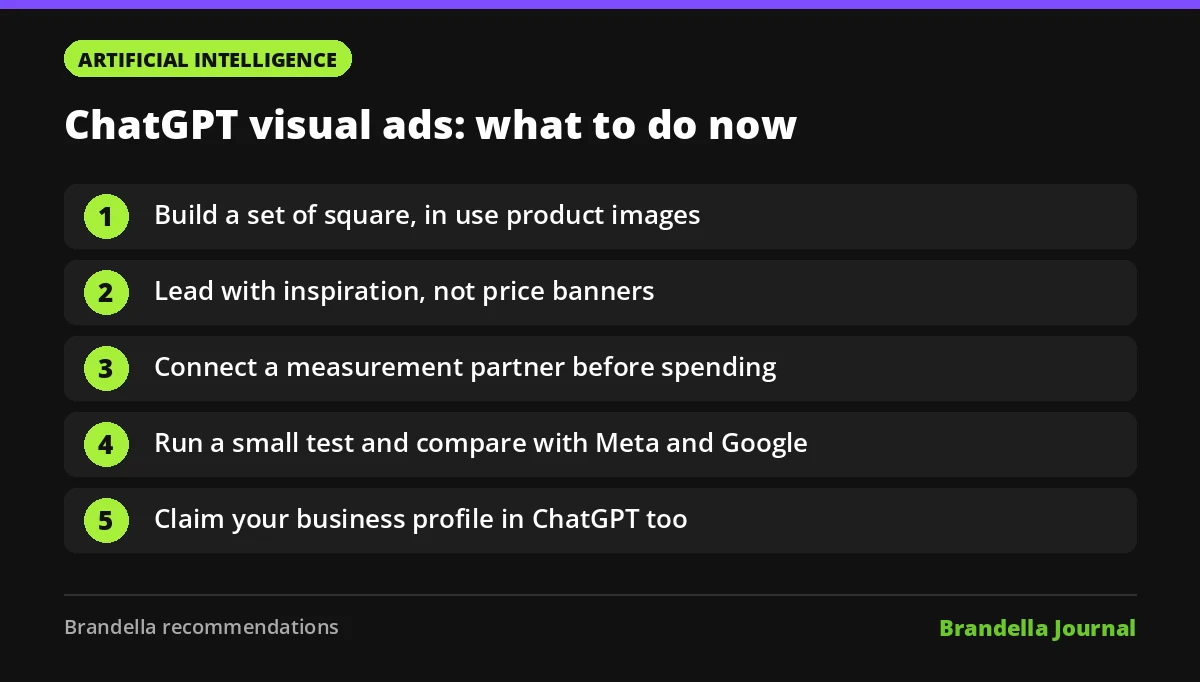 ARTIFICIAL INTELLIGENCE
ChatGPT visual ads: what to do now
1 Build a set of square, in use product images
2 Lead with inspiration, not price banners
3 Connect a measurement partner before spending
4 Run a small test and compare with Meta and Google
5 Claim your business profile in ChatGPT too
Brandella recommendations
Brandella Journal